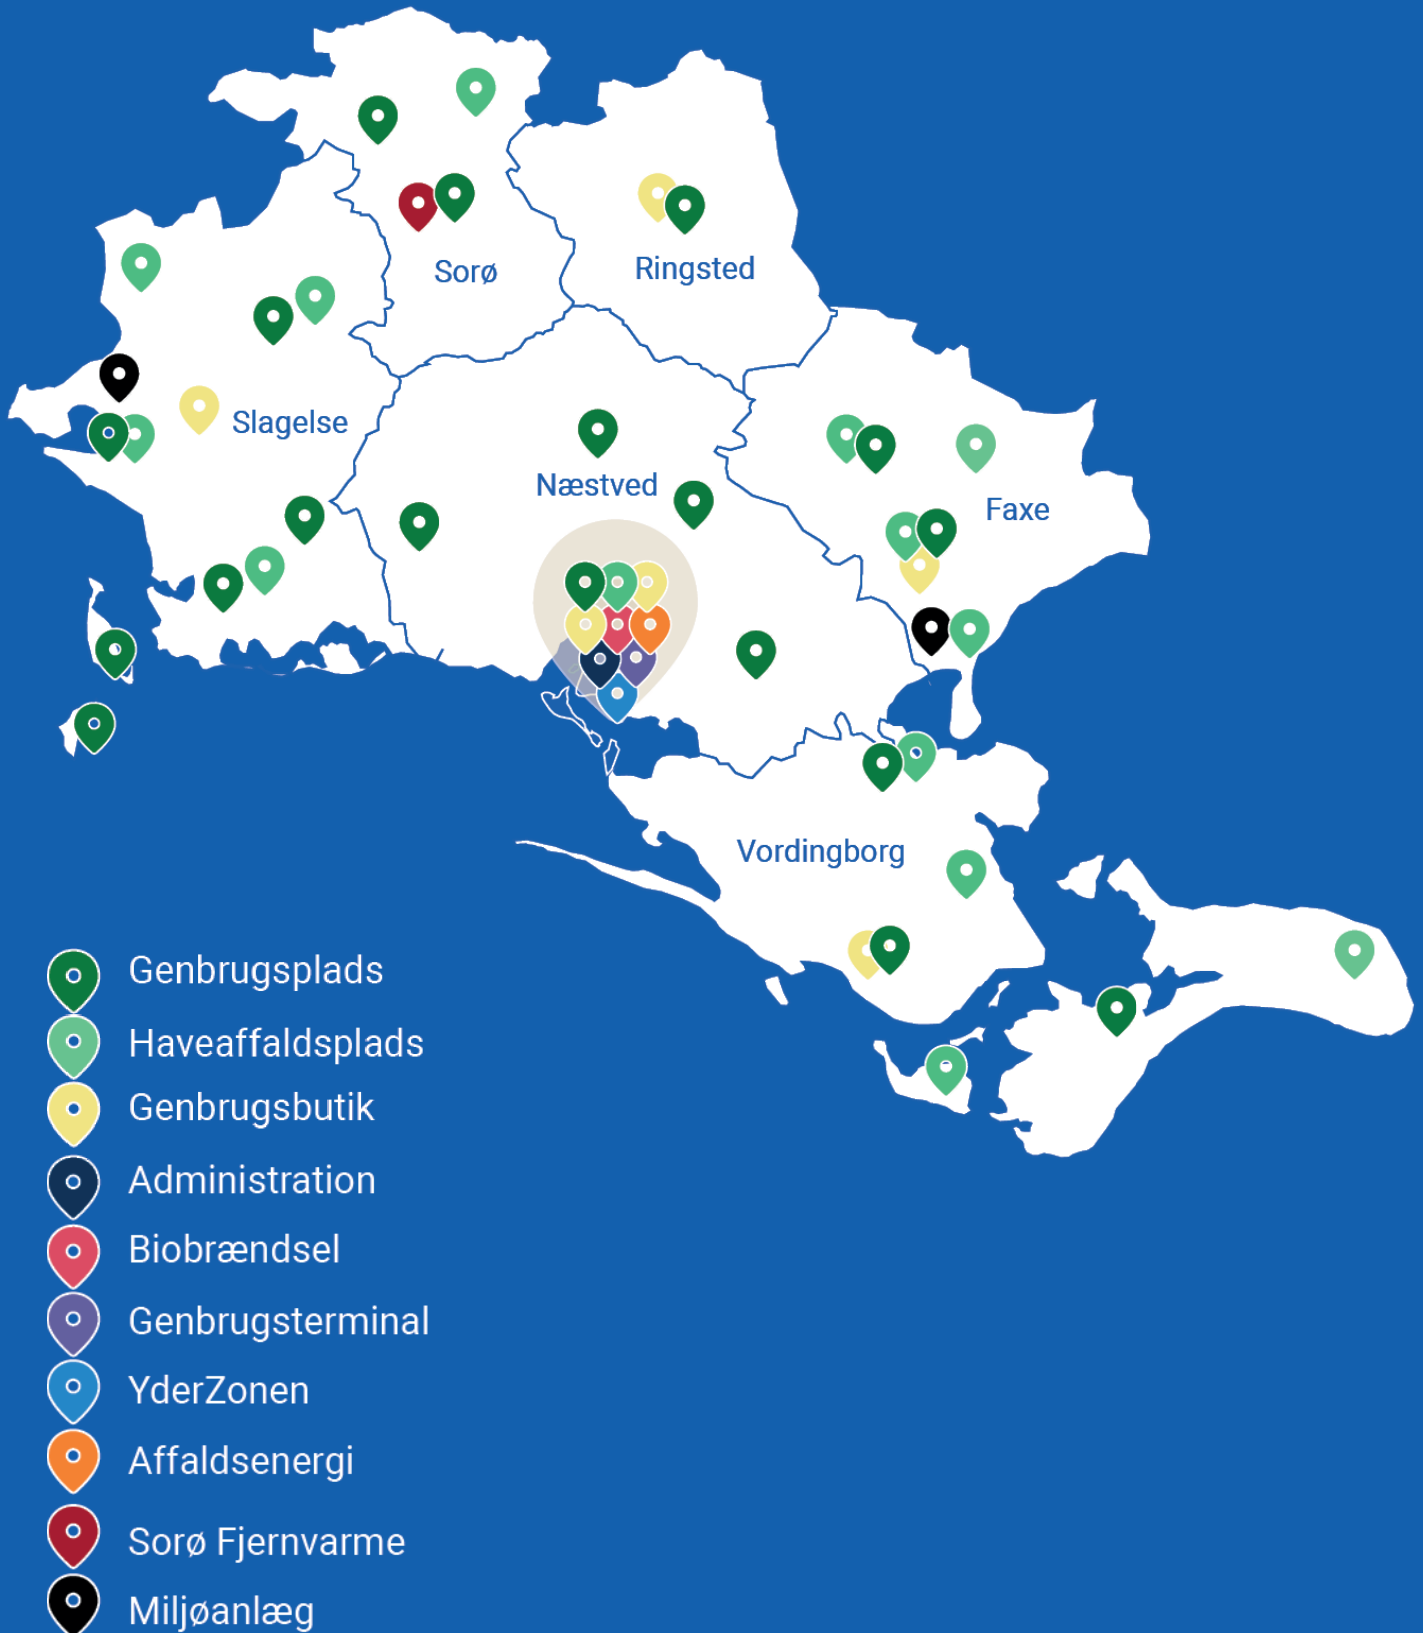 Sorø
Ringsted
Slagelse
Næstved
Faxe
Vordingborg
Genbrugsplads
Haveaffaldsplads
Genbrugsbutik
Administration
Biobrændsel
Genbrugsterminal
YderZonen
Affaldsenergi
Sorø Fjernvarme
Miljøanlæg